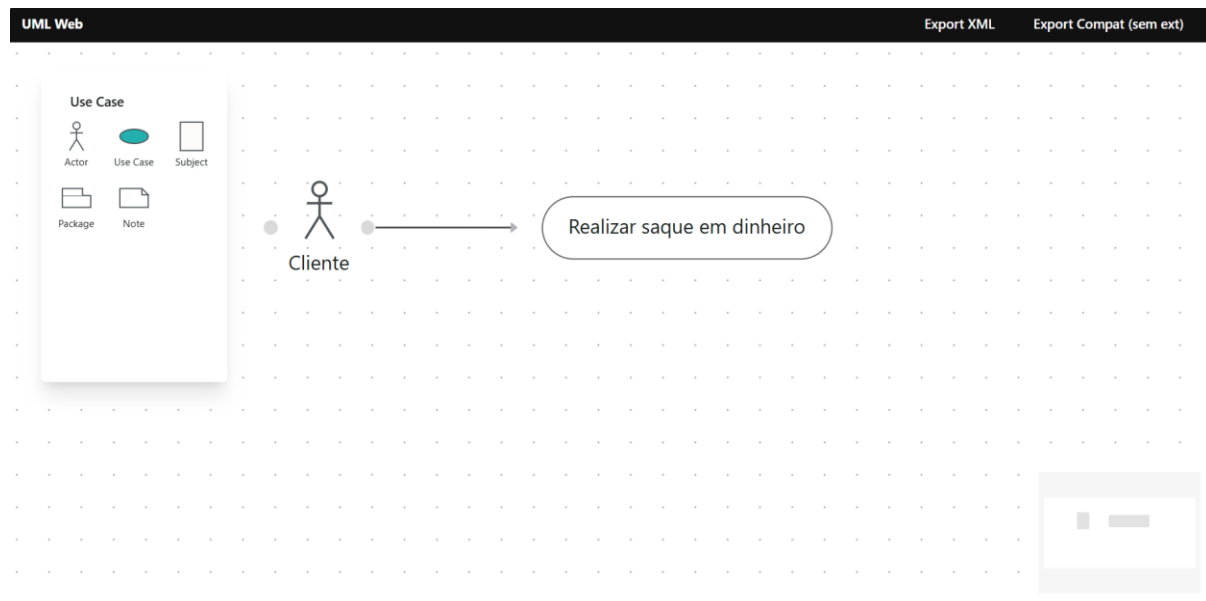 UML Web
Export XML
Export Compat (sem ext)
Use Case
Actor
Use Case
Subject
Package
Note
Cliente
Realizar saque em dinheiro